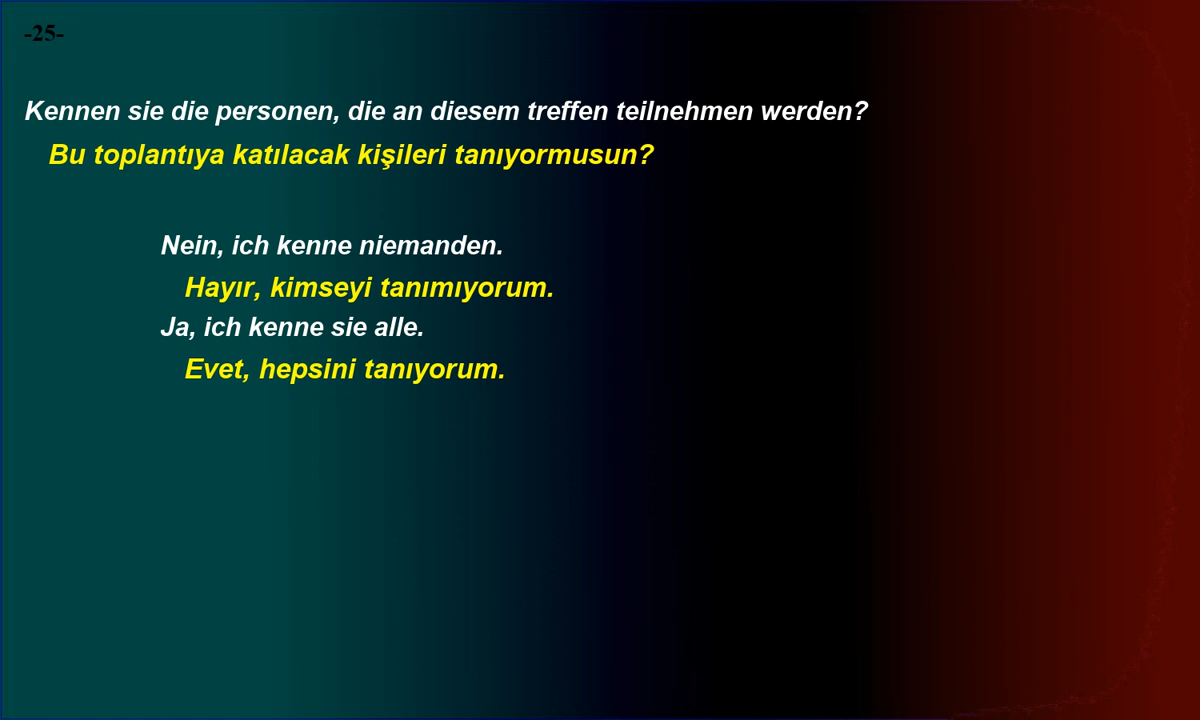 -25-
Kennen sie die personen, die an diesem treffen teilnehmen werden?
Bu toplantıya katılacak kişileri tanıyormusun?
Nein, ich kenne niemanden.
Hayır, kimseyi tanımıyorum.
Ja, ich kenne sie alle.
Evet, hepsini tanıyorum.